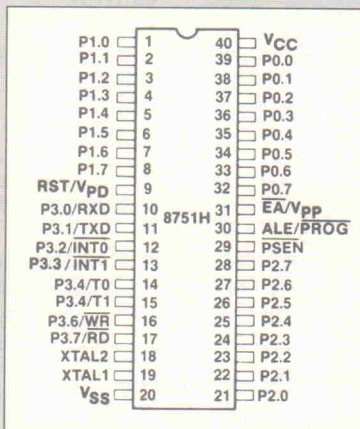 P1.0 1 40 VCC
P1.1 2 39 P0.0
P1.2 3 38 P0.1
P1.3 4 37 P0.2
P1.4 5 36 P0.3
P1.5 6 35 P0.4
P1.6 7 34 P0.5
P1.7 8 33 P0.6
RST/VPD 9 32 P0.7
P3.0/RXD 10 8751H 31 EA/VPP
P3.1/TXD 11 30 ALE/PROG
P3.2/INT0 12 29 PSEN
P3.3/INT1 13 28 P2.7
P3.4/T0 14 27 P2.6
P3.4/T1 15 26 P2.5
P3.6/WR 16 25 P2.4
P3.7/RD 17 24 P2.3
XTAL2 18 23 P2.2
XTAL1 19 22 P2.1
VSS 20 21 P2.0